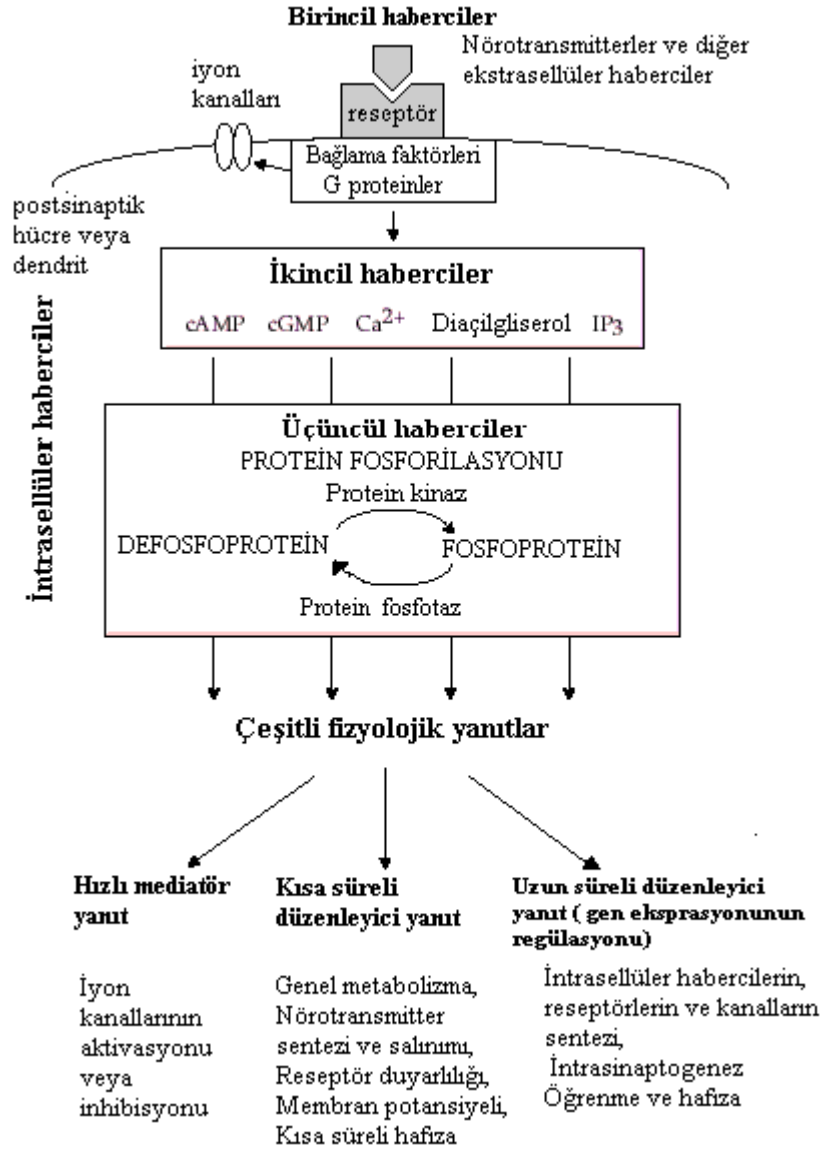 Birincil haberciler
Nörotransmitterler ve diğer
ekstrasellüler haberciler
iyon
kanalları
reseptör
Bağlama faktörleri
G proteinler
postsinaptik
hücre veya
dendrit
İkincil haberciler
cAMP cGMP Ca2+ Diaçilgliserol IP3
İntrasellüler haberciler
Üçüncül haberciler
PROTEİN FOSFORİLASYONU
Protein kinaz
DEFOSFOPROTEİN FOSFOPROTEİN
Protein fosfotaz
Çeşitli fizyolojik yanıtlar
Hızlı mediatör
yanıt
İyon
kanallarının
aktivasyonu
veya
inhibisyonu
Kısa süreli
düzenleyici yanıt
Genel metabolizma,
Nörotransmitter
sentezi ve salınımı,
Reseptör duyarlılığı,
Membran potansiyeli,
Kısa süreli hafıza
Uzun süreli düzenleyici
yanıt ( gen eksprasyonunun
regülasyonu)
İntrasellüler habercilerin,
reseptörlerin ve kanalların
sentezi,
İntrasinaptogenez
Öğrenme ve hafıza